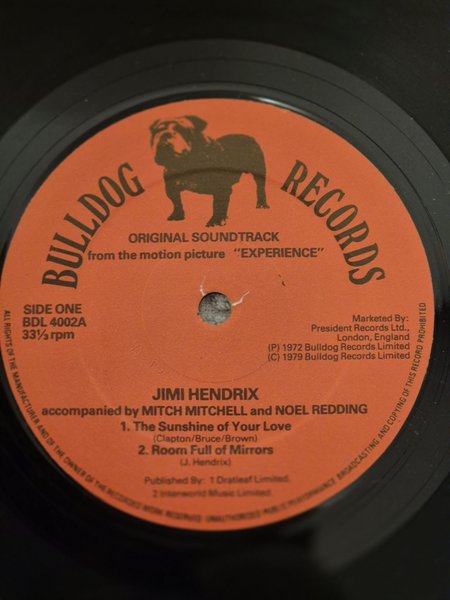 BULLDOG RECORDS
ORIGINAL SOUNDTRACK
from the motion picture "EXPERIENCE"
SIDE ONE
BDL 4002A
33⅓ rpm
Marketed By:
President Records Ltd.,
London, England
(P) 1972 Bulldog Records Limited
(C) 1979 Bulldog Records Limited
JIMI HENDRIX
accompanied by MITCH MITCHELL and NOEL REDDING
1. The Sunshine of Your Love
(Clapton/Bruce/Brown)
2. Room Full of Mirrors
(J. Hendrix)
Published By: 1 Dratleaf Limited.
2 Interworld Music Limited.
ALL RIGHTS OF THE MANUFACTURER AND OF THE OWNER OF THE RECORDED WORK RESERVED UNAUTHORISED PUBLIC PERFORMANCE BROADCASTING AND COPYING OF THIS RECORD PROHIBITED